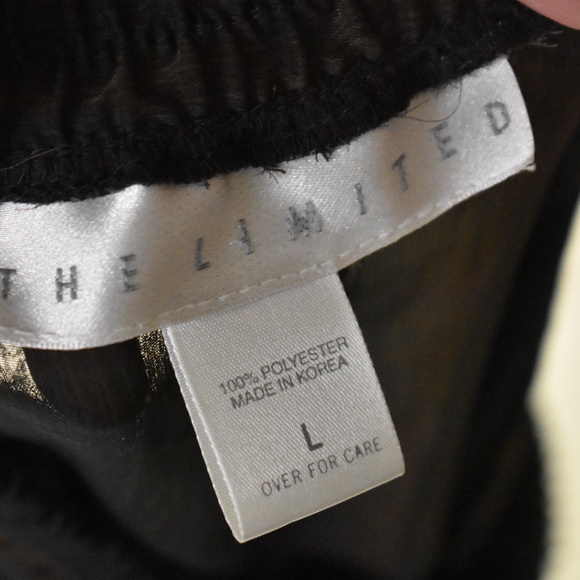 THE LIMITED
100% POLYESTER
MADE IN KOREA
L
OVER FOR CARE